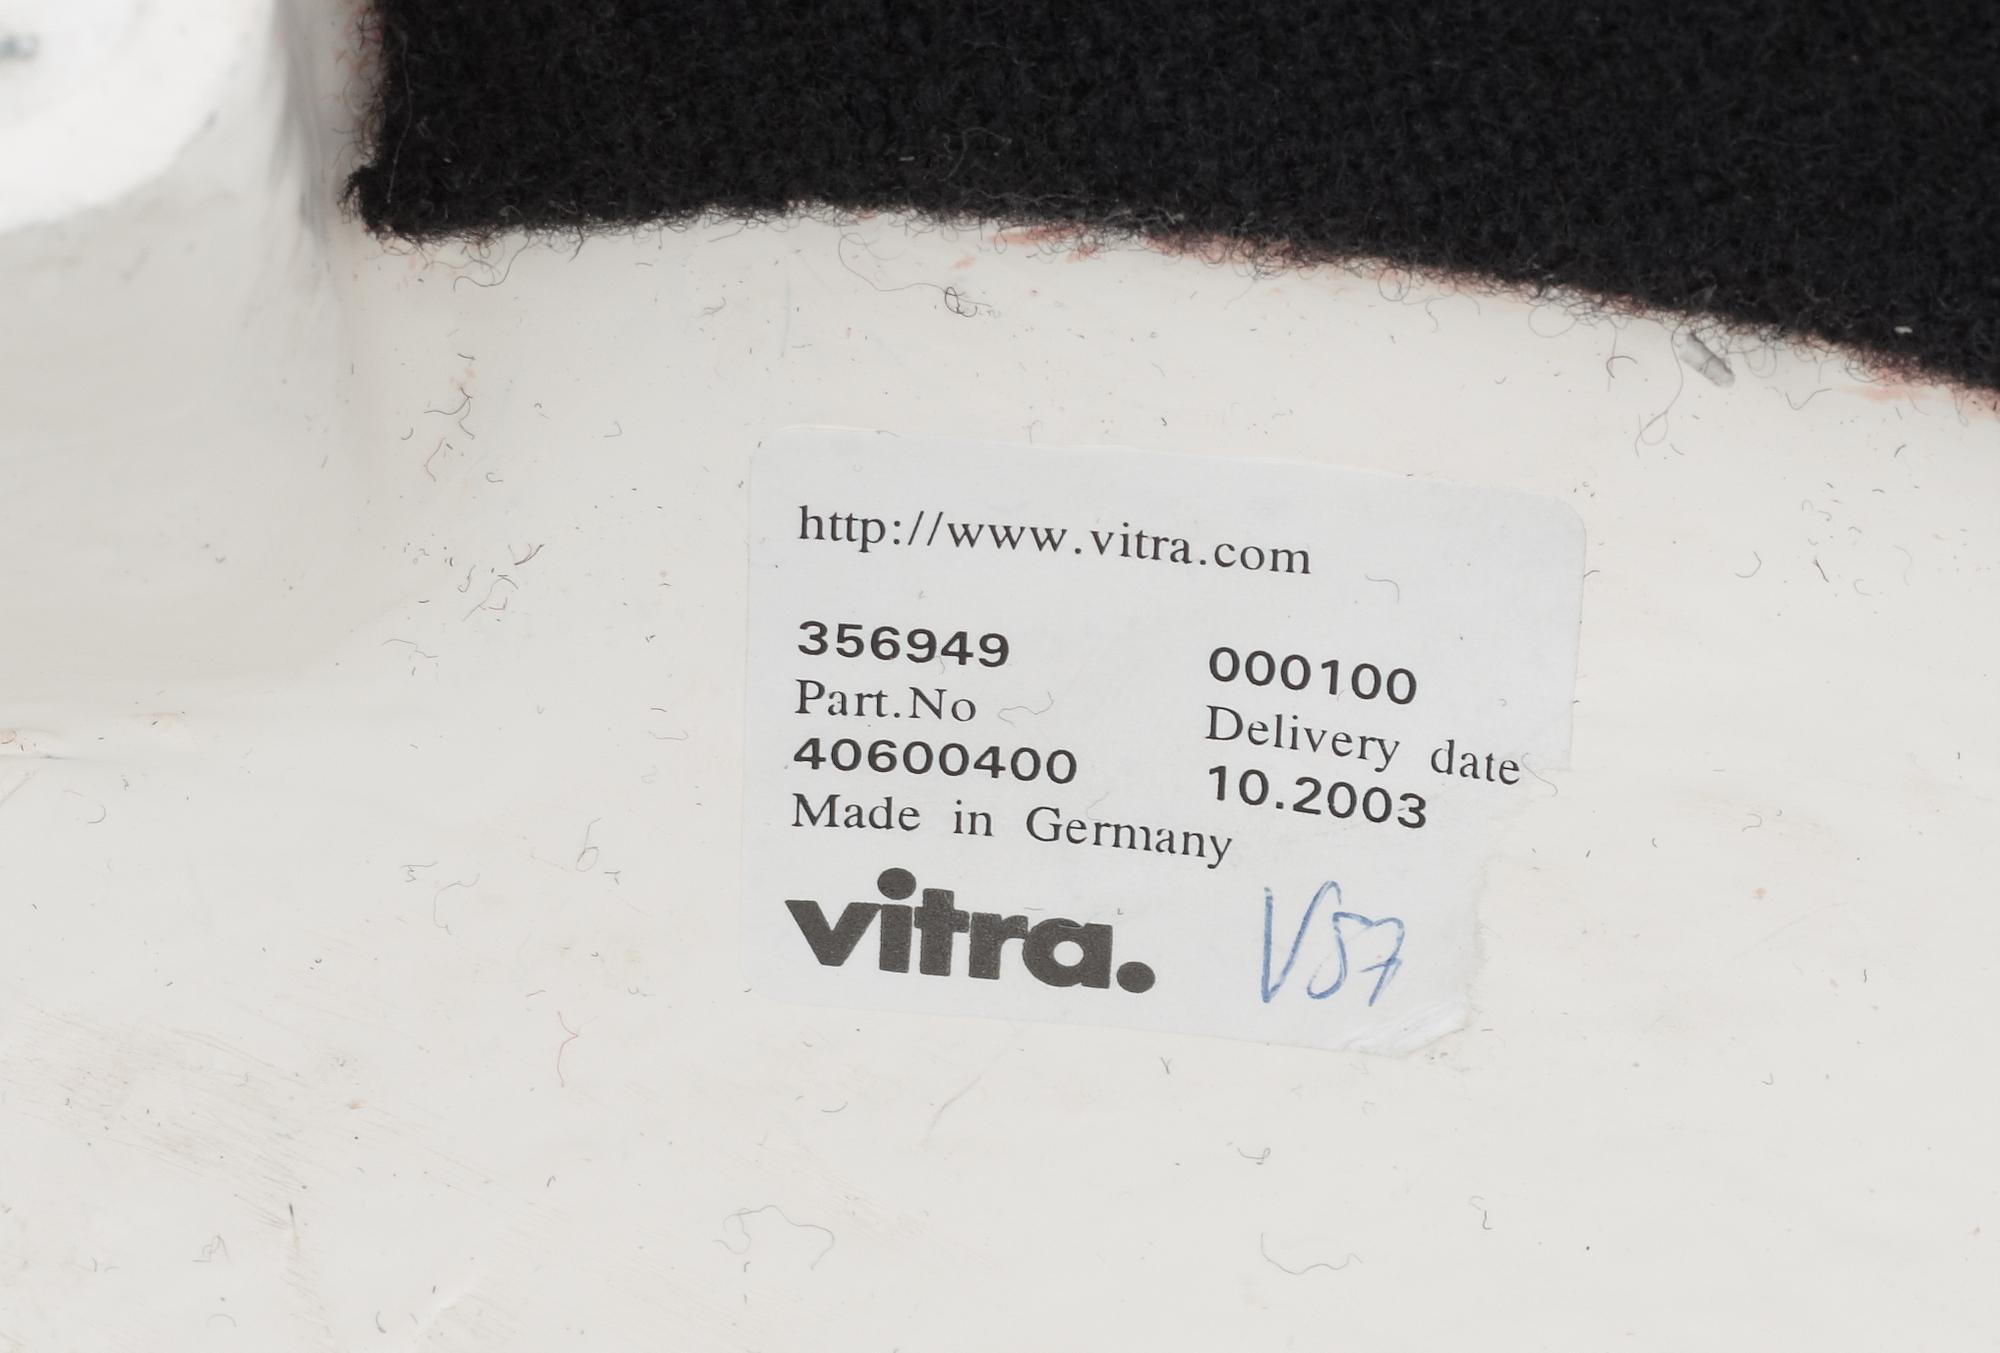 http://www.vitra.com
356949 000100
Part.No Delivery date
40600400 10.2003
Made in Germany
vitra. V57